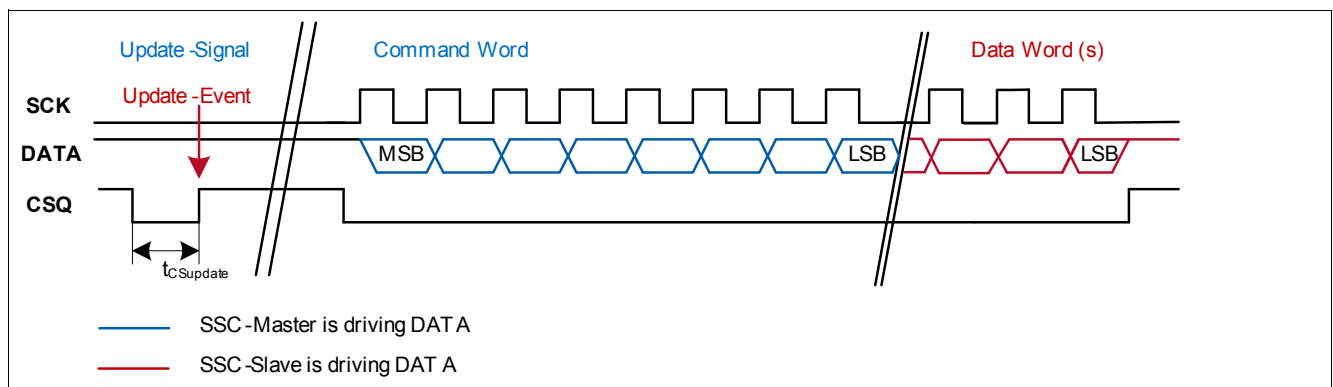 Update -Signal
Command Word
Data Word (s)
Update -Event
SCK
DATA
MSB
LSB
LSB
CSQ
tCSupdate
SSC -Master is driving DAT A
SSC -Slave is driving DAT A